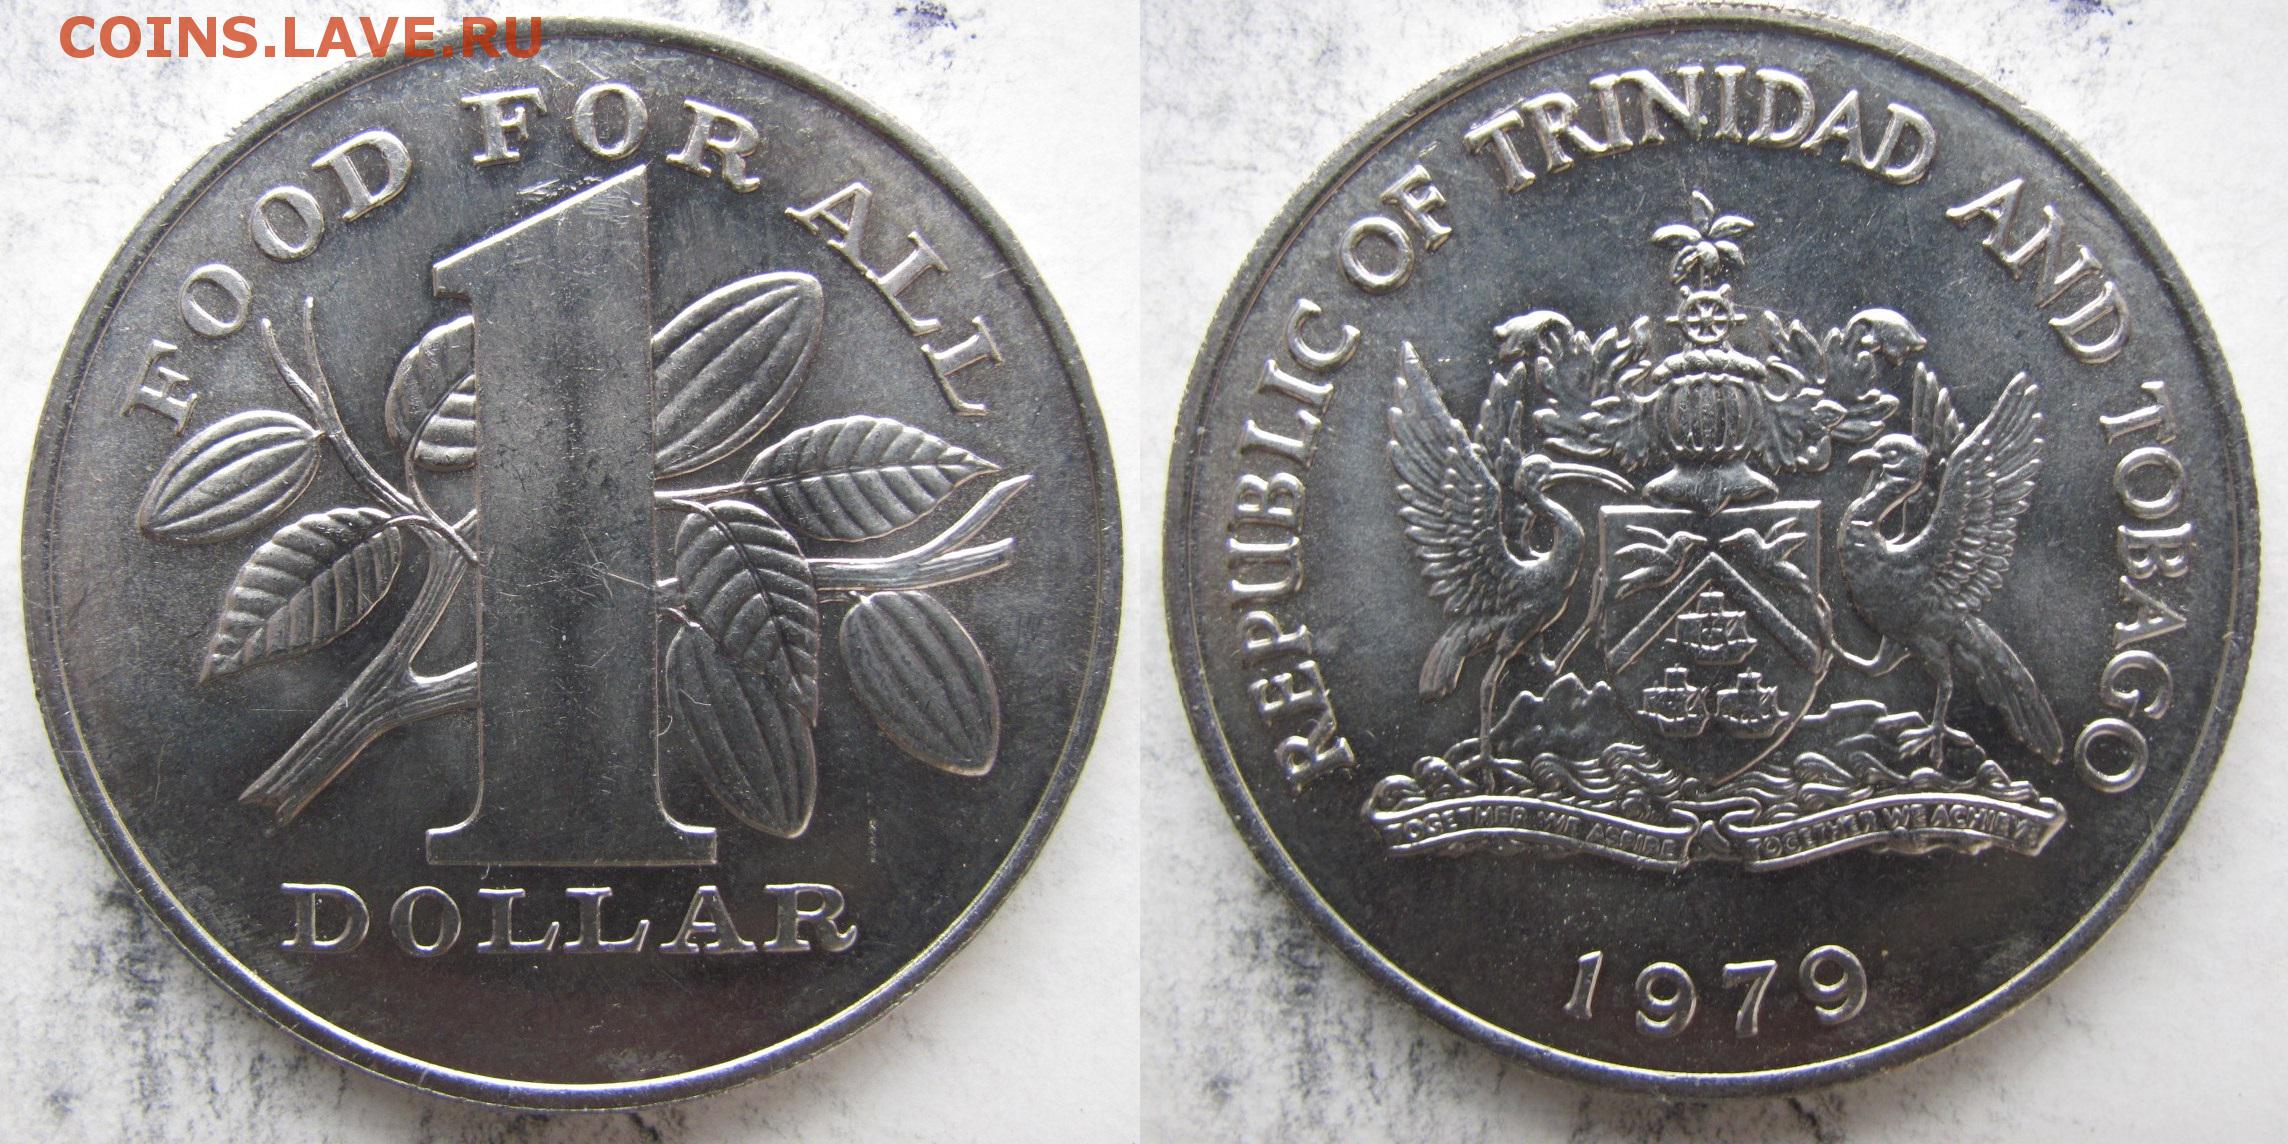 COINS.LAVE.RU
FOOD FOR ALL
1
DOLLAR
REPUBLIC OF TRINIDAD AND TOBAGO
TOGETHER WE ASPIRE TOGETHER WE ACHIEVE
1979